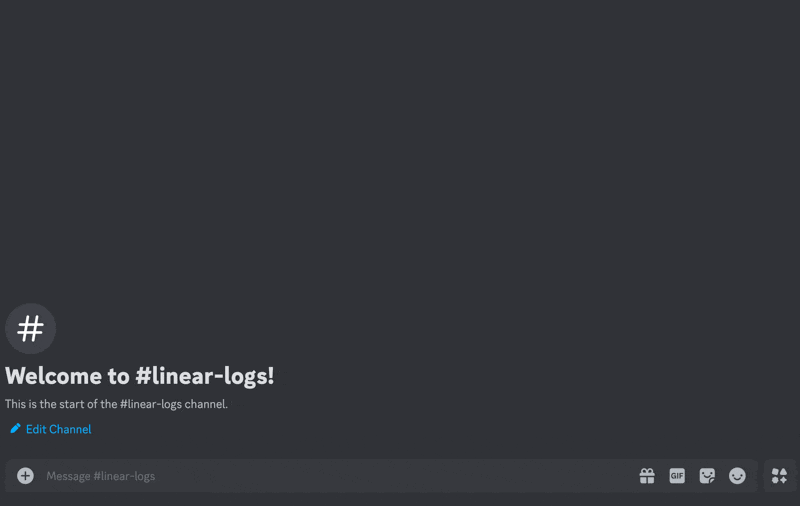 #
Welcome to #linear-logs!
This is the start of the #linear-logs channel.
Edit Channel
Message #linear-logs
GIF